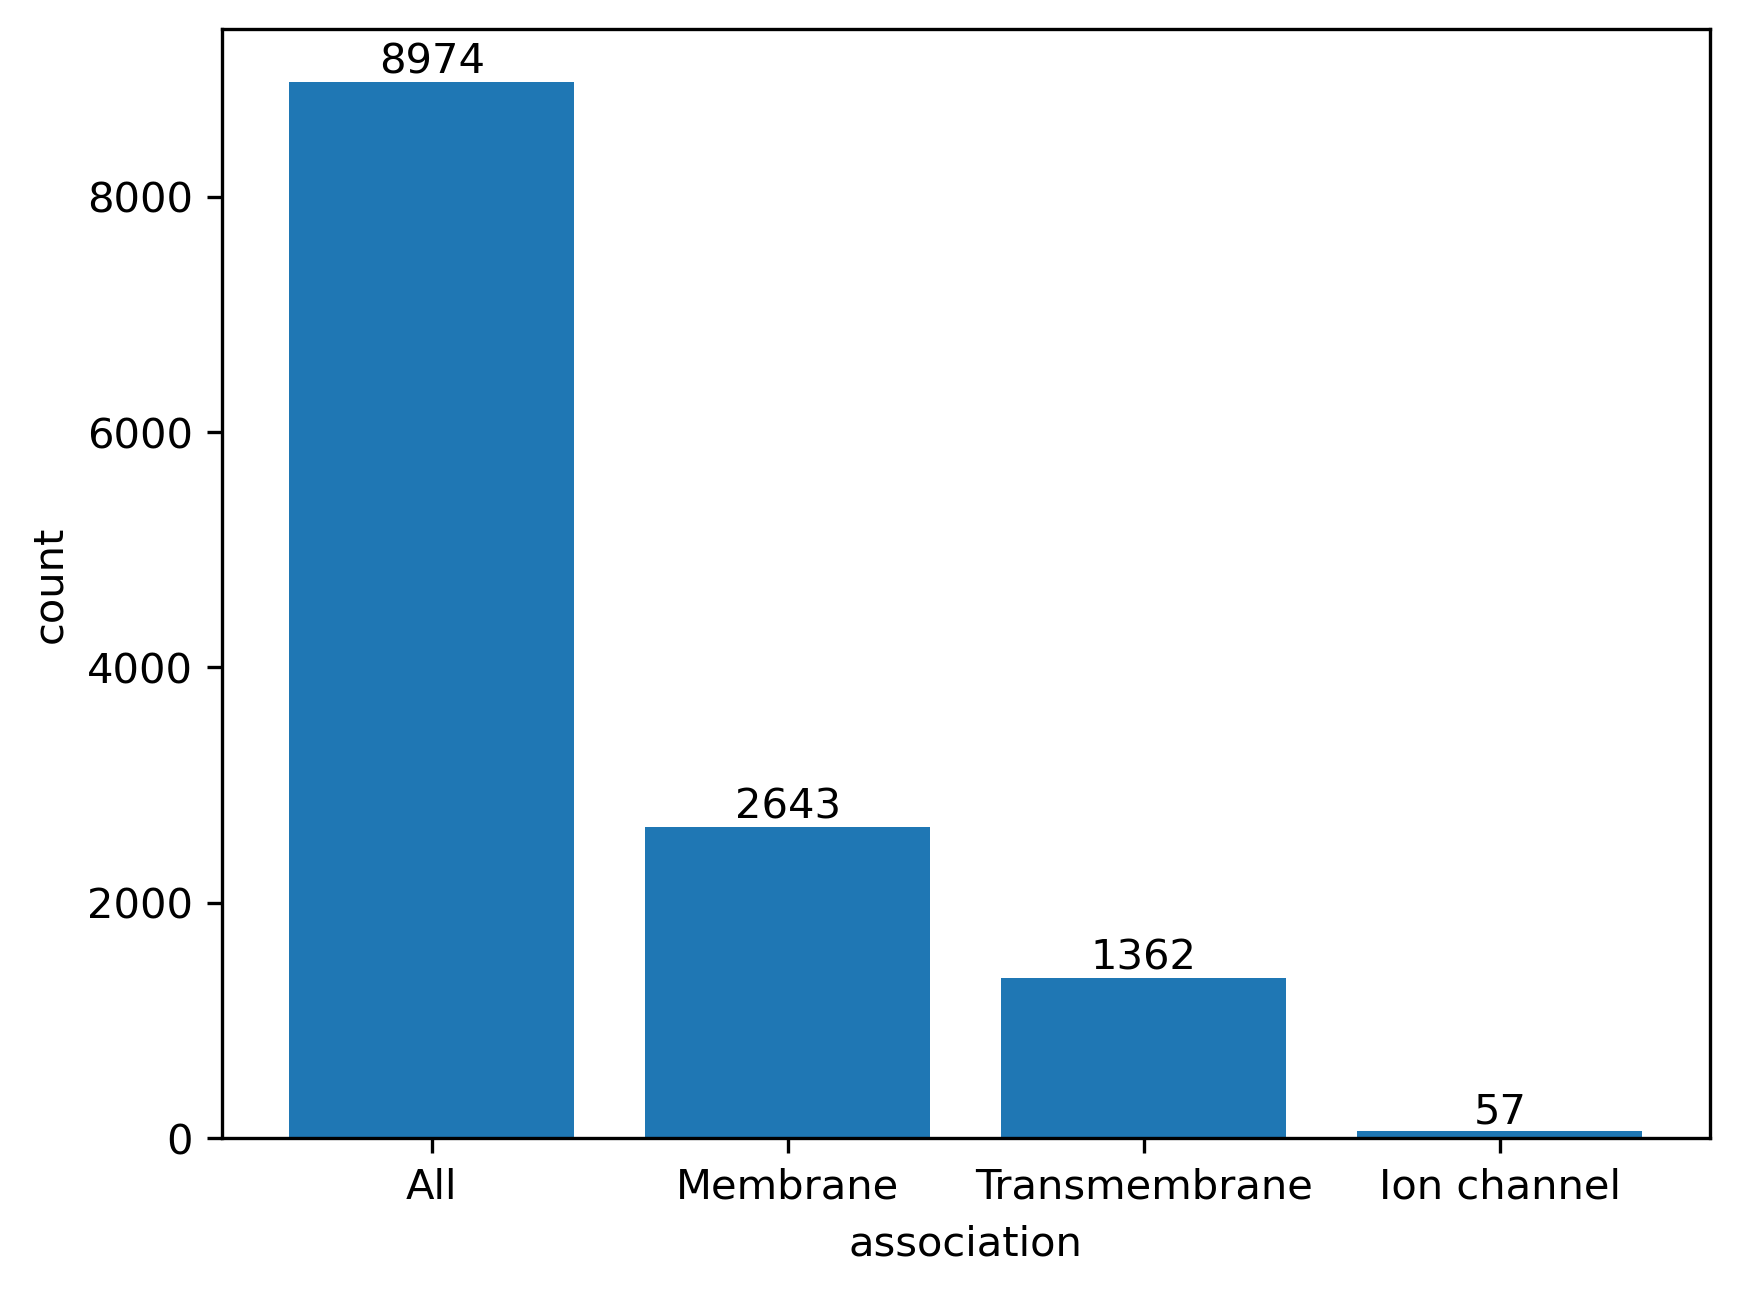 8974
8000
6000
4000
2000
0
count
2643
1362
57
All
Membrane
Transmembrane
Ion channel
association